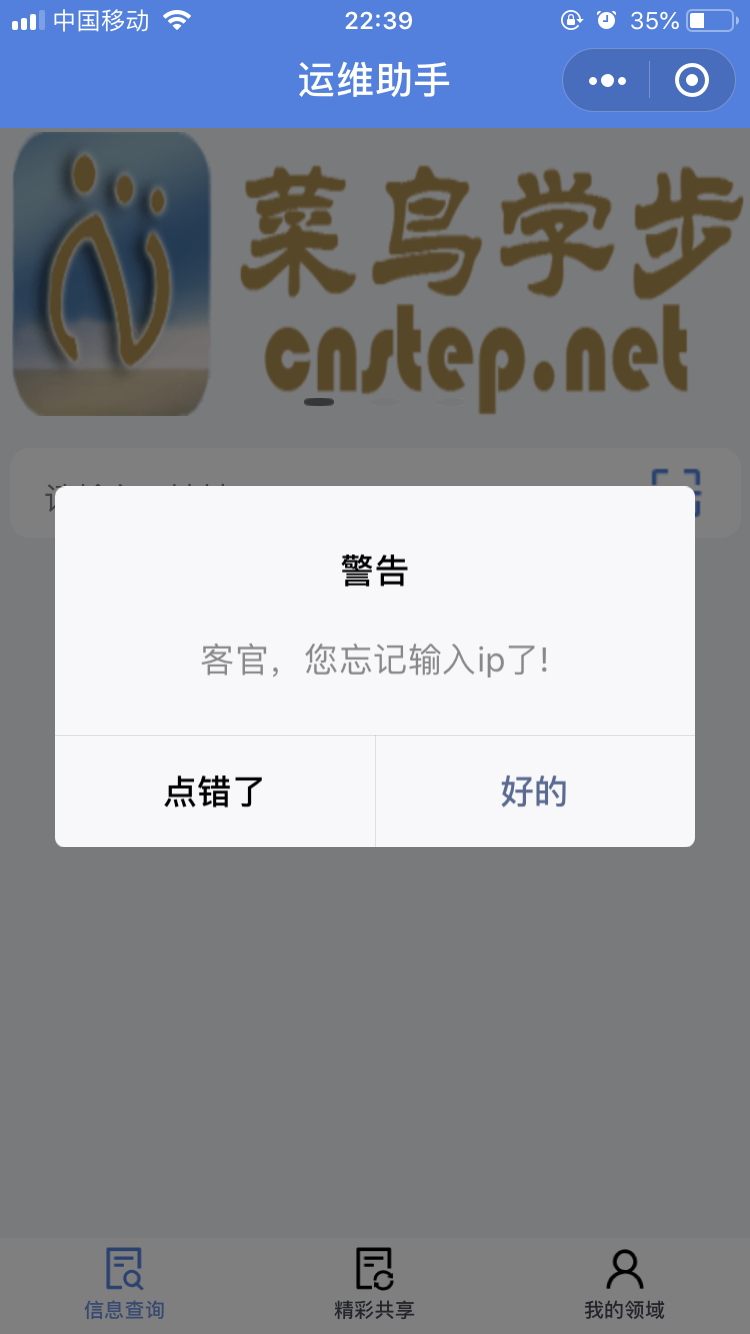 中国移动 22:39 35%
运维助手
菜鸟学步
cnstep.net
警告
客官，您忘记输入ip了!
点错了 好的
信息查询 精彩共享 我的领域